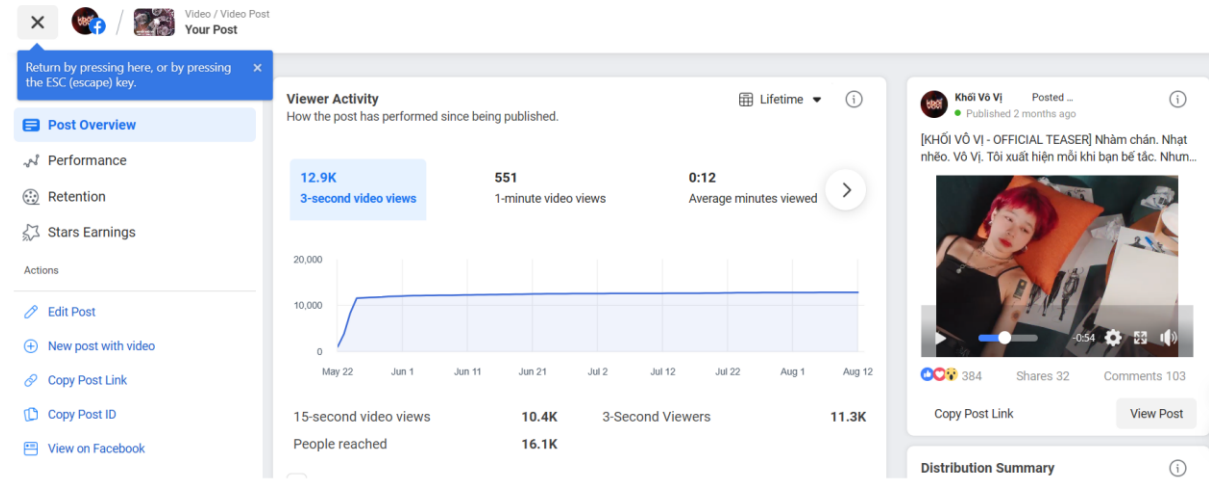 Video / Video Post
Your Post
Return by pressing here, or by pressing
the ESC (escape) key.
Post Overview
Performance
Retention
Stars Earnings
Actions
Edit Post
New post with video
Copy Post Link
Copy Post ID
View on Facebook
Viewer Activity
Lifetime
How the post has performed since being published.
12.9K
3-second video views
551
1-minute video views
0:12
Average minutes viewed
20,000
10,000
0
May 22 Jun 1 Jun 11 Jun 21 Jul 2 Jul 12 Jul 22 Aug 1 Aug 12
15-second video views 10.4K 3-Second Viewers 11.3K
People reached 16.1K
Khối Vô Vị Posted ...
Published 2 months ago
[KHỐI VÔ VỊ - OFFICIAL TEASER] Nhàm chán. Nhạt
nhẽo. Vô Vị. Tôi xuất hiện mỗi khi bạn bế tắc. Nhưn...
-0:54
384 Shares 32 Comments 103
Copy Post Link View Post
Distribution Summary